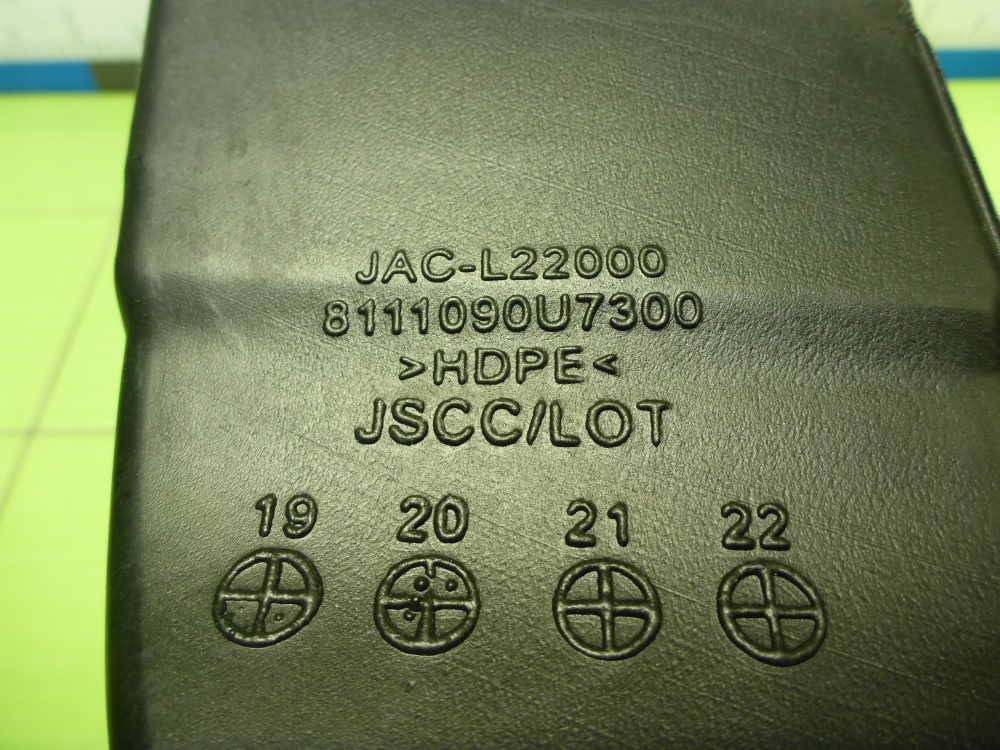 JAC-L22000
8111090U7300
>HDPE<
JSCC/LOT
19 20 21 22